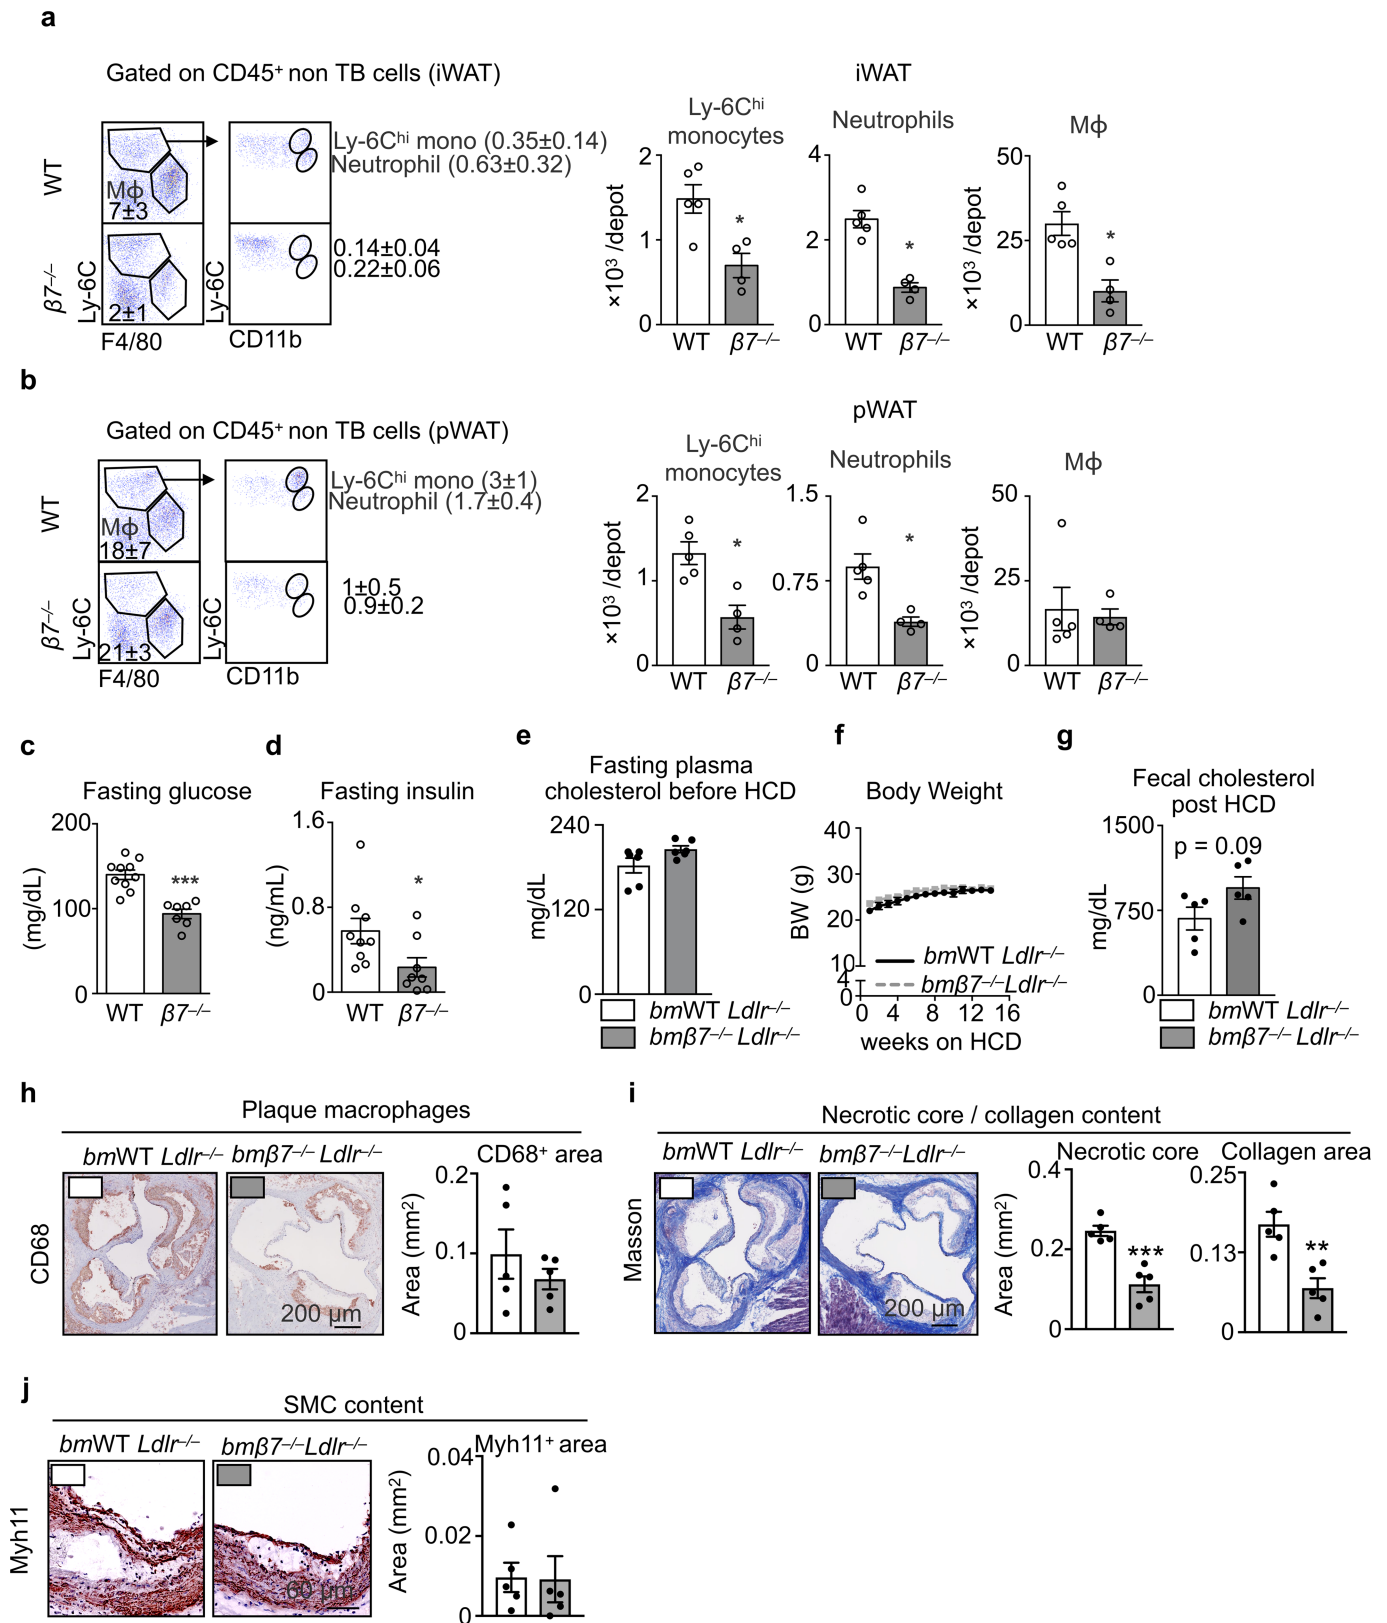 a
Gated on CD45⁺ non TB cells (iWAT)
iWAT
Ly-6Cʰⁱ
monocytes
Neutrophils
Mϕ
WT
Ly-6Cʰⁱ mono (0.35±0.14)
Neutrophil (0.63±0.32)
Mϕ
7±3
β7⁻/⁻
Ly-6C
Ly-6C
0.14±0.04
0.22±0.06
2±1
F4/80
CD11b
×10³ /depot
2
1
0
*
WT
β7⁻/⁻
4
2
0
*
WT
β7⁻/⁻
×10³ /depot
50
25
0
*
WT
β7⁻/⁻
b
Gated on CD45⁺ non TB cells (pWAT)
pWAT
Ly-6Cʰⁱ
monocytes
Neutrophils
Mϕ
WT
Ly-6Cʰⁱ mono (3±1)
Neutrophil (1.7±0.4)
Mϕ
18±7
β7⁻/⁻
Ly-6C
Ly-6C
1±0.5
0.9±0.2
21±3
F4/80
CD11b
×10³ /depot
2
1
0
*
WT
β7⁻/⁻
1.5
0.75
0
*
WT
β7⁻/⁻
×10³ /depot
50
25
0
WT
β7⁻/⁻
c
Fasting glucose
(mg/dL)
200
100
0
***
WT
β7⁻/⁻
d
Fasting insulin
(ng/mL)
1.6
0.8
0
*
WT
β7⁻/⁻
e
Fasting plasma
cholesterol before HCD
mg/dL
240
120
0
bmWT Ldlr⁻/⁻
bmβ7⁻/⁻ Ldlr⁻/⁻
f
Body Weight
BW (g)
40
30
20
10
4
0
bmWT Ldlr⁻/⁻
bmβ7⁻/⁻Ldlr⁻/⁻
0 4 8 12 16
weeks on HCD
g
Fecal cholesterol
post HCD
mg/dL
1500
750
0
p = 0.09
bmWT Ldlr⁻/⁻
bmβ7⁻/⁻ Ldlr⁻/⁻
h
Plaque macrophages
bmWT Ldlr⁻/⁻
bmβ7⁻/⁻ Ldlr⁻/⁻
CD68
200 µm
CD68⁺ area
Area (mm²)
0.2
0.1
0
i
Necrotic core / collagen content
bmWT Ldlr⁻/⁻
bmβ7⁻/⁻Ldlr⁻/⁻
Masson
200 µm
Necrotic core
Area (mm²)
0.4
0.2
0
***
Collagen area
0.25
0.13
0
**
j
SMC content
bmWT Ldlr⁻/⁻
bmβ7⁻/⁻Ldlr⁻/⁻
Myh11
60 µm
Myh11⁺ area
Area (mm²)
0.04
0.02
0